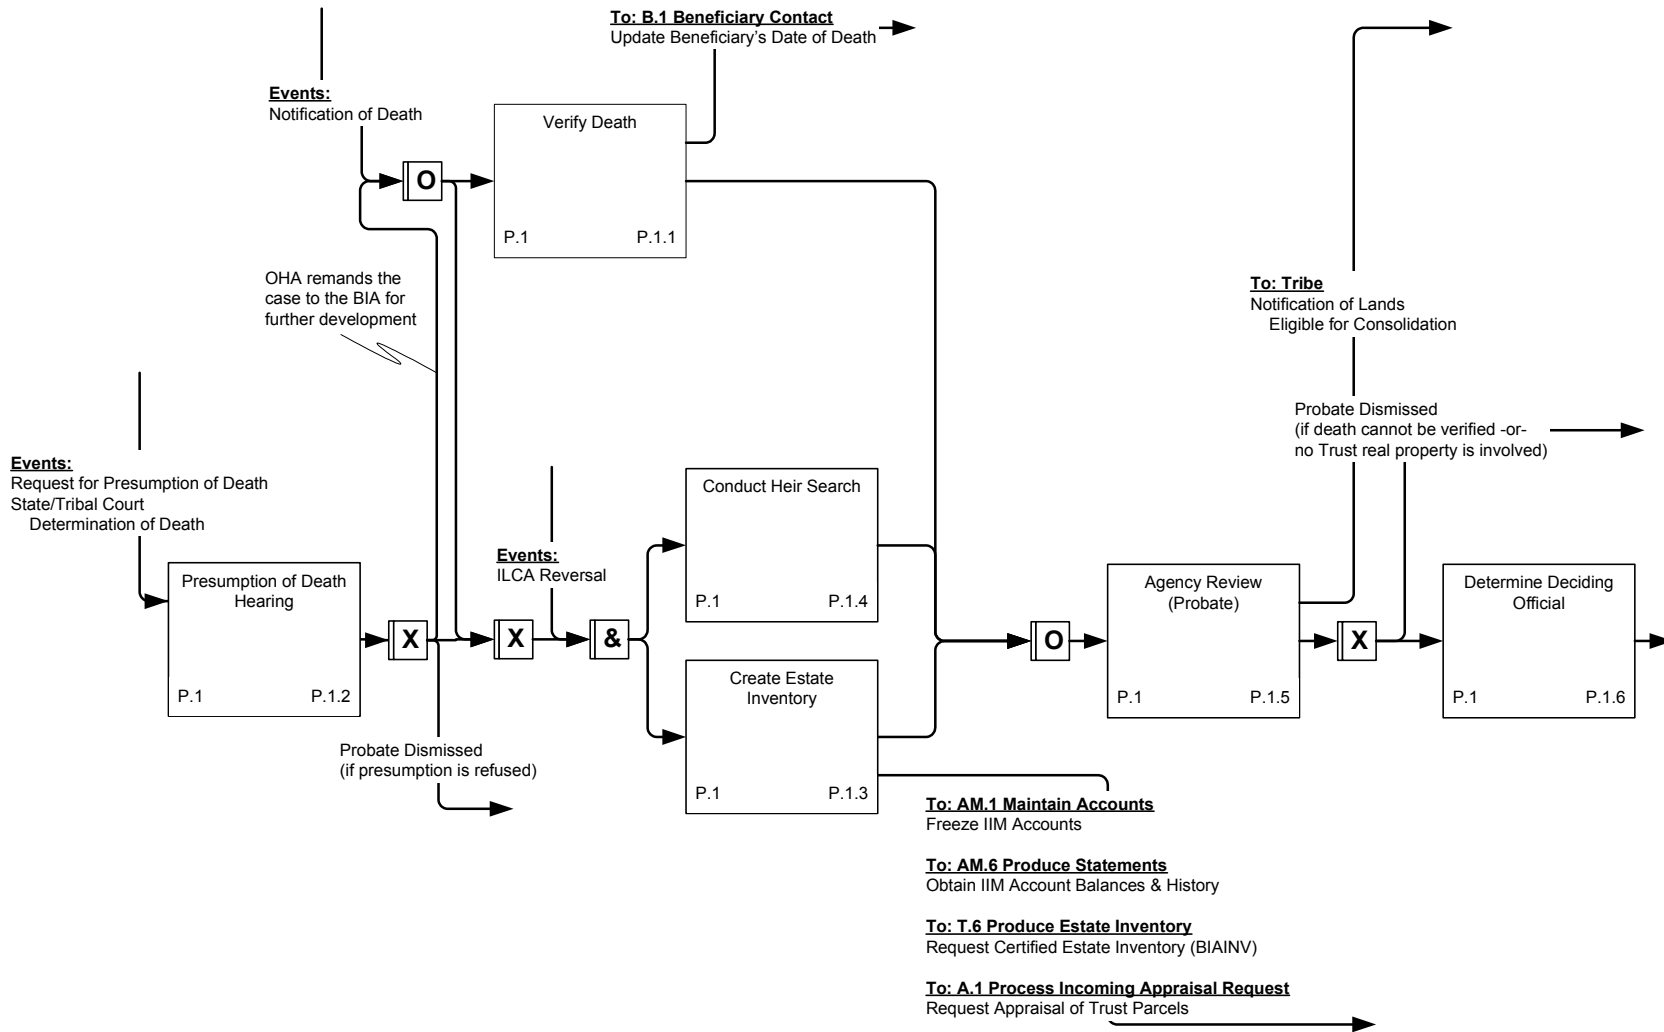 To: B.1 Beneficiary Contact
Update Beneficiary's Date of Death
Events:
Notification of Death
Verify Death
O
P.1 P.1.1
OHA remands the
case to the BIA for
further development
To: Tribe
Notification of Lands
Eligible for Consolidation
Probate Dismissed
(if death cannot be verified -or-
no Trust real property is involved)
Events:
Request for Presumption of Death
State/Tribal Court
Determination of Death
Presumption of Death
Hearing
P.1 P.1.2
X
Probate Dismissed
(if presumption is refused)
Events:
ILCA Reversal
X
&
Conduct Heir Search
P.1 P.1.4
Create Estate
Inventory
P.1 P.1.3
O
Agency Review
(Probate)
P.1 P.1.5
X
Determine Deciding
Official
P.1 P.1.6
To: AM.1 Maintain Accounts
Freeze IIM Accounts
To: AM.6 Produce Statements
Obtain IIM Account Balances & History
To: T.6 Produce Estate Inventory
Request Certified Estate Inventory (BIAINV)
To: A.1 Process Incoming Appraisal Request
Request Appraisal of Trust Parcels